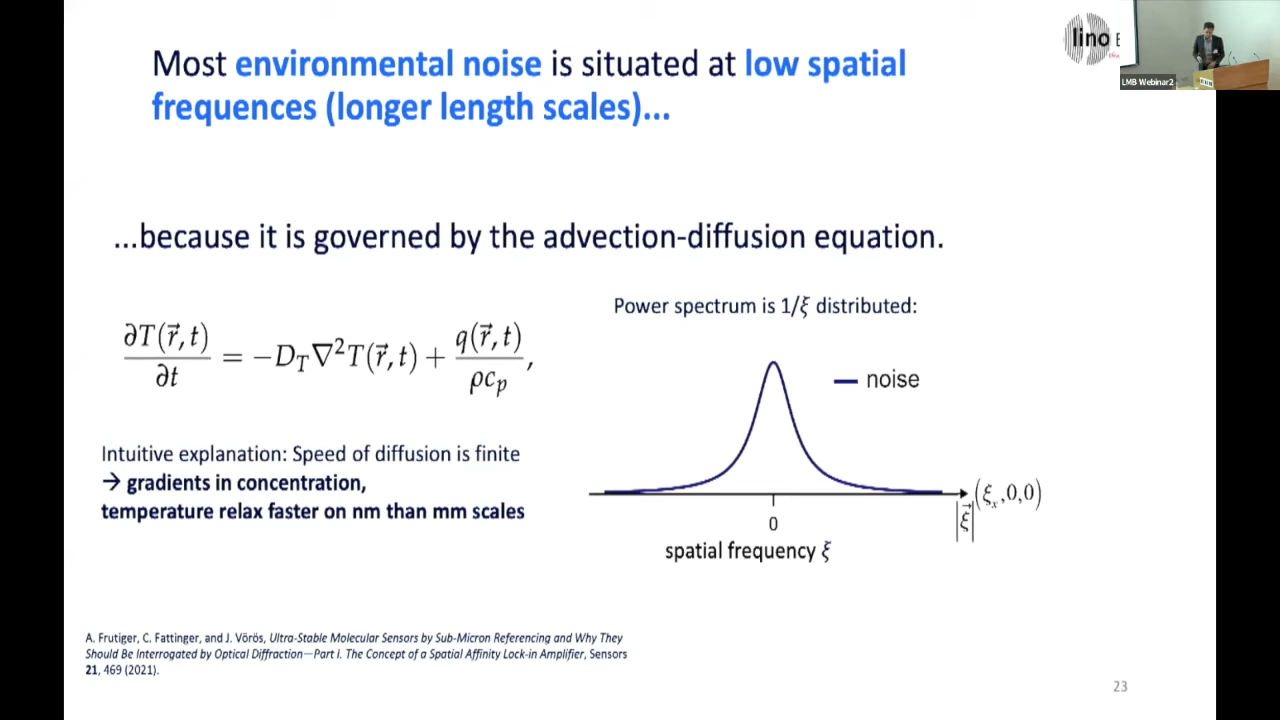 Most environmental noise is situated at low spatial
frequences (longer length scales)...
lino
E
LMB Webinar2
...because it is governed by the advection-diffusion equation.
∂T(r⃗,t)/∂t = −D_T∇²T(r⃗,t) + q(r⃗,t)/ρc_p,
Power spectrum is 1/ξ distributed:
noise
Intuitive explanation: Speed of diffusion is finite
→ gradients in concentration,
temperature relax faster on nm than mm scales
(ξₓ,0,0)
|ξ⃗|
0
spatial frequency ξ
A. Frutiger, C. Fattinger, and J. Vörös, Ultra-Stable Molecular Sensors by Sub-Micron Referencing and Why They
Should Be Interrogated by Optical Diffraction—Part I. The Concept of a Spatial Affinity Lock-in Amplifier, Sensors
21, 469 (2021).
23